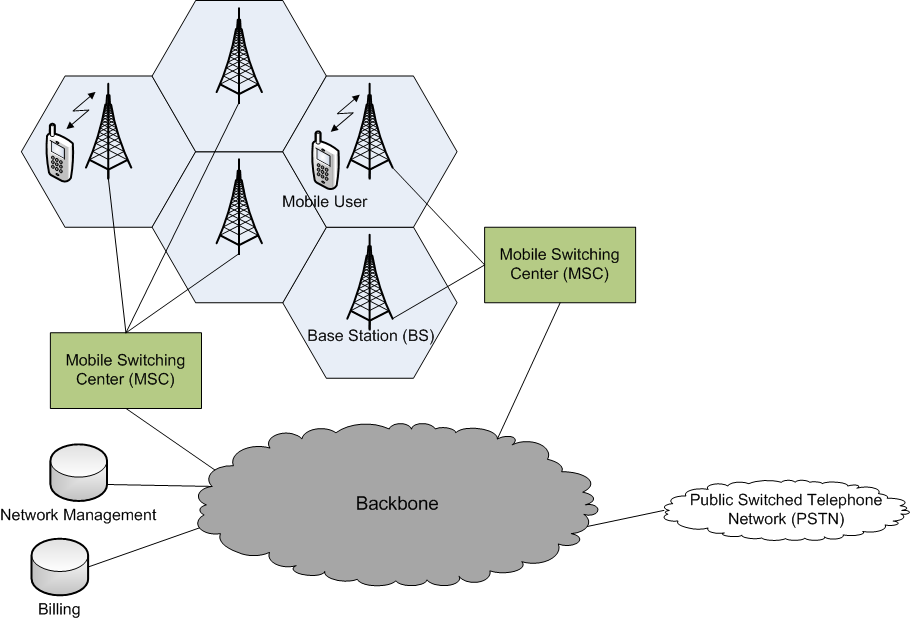 Mobile User
Mobile Switching
Center (MSC)
Base Station (BS)
Mobile Switching
Center (MSC)
Backbone
Public Switched Telephone
Network (PSTN)
Network Management
Billing